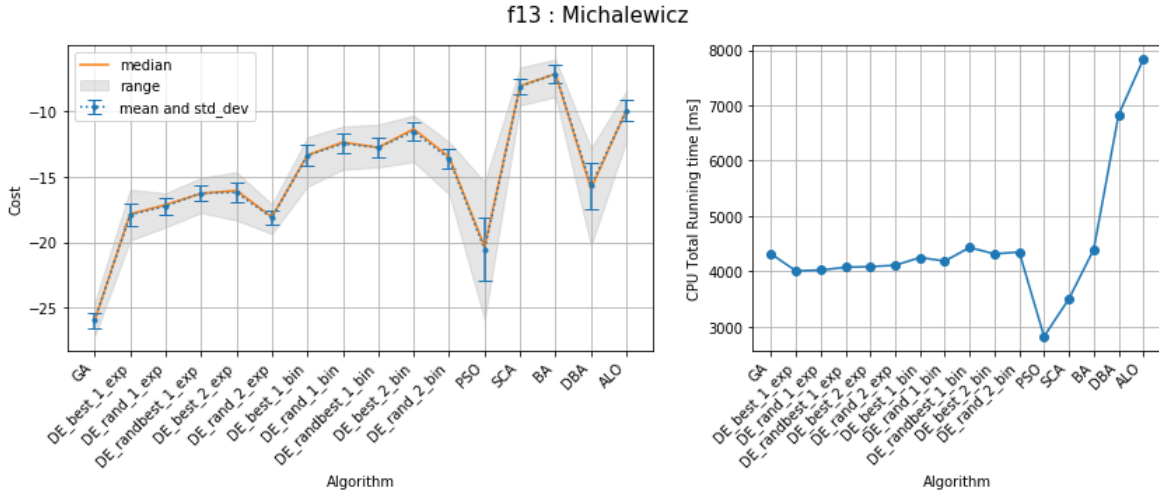 f13 : Michalewicz
median
range
mean and std_dev
Cost
−10
−15
−20
−25
GA
DE_best_1_exp
DE_rand_1_exp
DE_randbest_1_exp
DE_best_2_exp
DE_rand_2_exp
DE_best_1_bin
DE_rand_1_bin
DE_randbest_1_bin
DE_best_2_bin
DE_rand_2_bin
PSO
SCA
BA
DBA
ALO
Algorithm
CPU Total Running time [ms]
8000
7000
6000
5000
4000
3000
GA
DE_best_1_exp
DE_rand_1_exp
DE_randbest_1_exp
DE_best_2_exp
DE_rand_2_exp
DE_best_1_bin
DE_rand_1_bin
DE_randbest_1_bin
DE_best_2_bin
DE_rand_2_bin
PSO
SCA
BA
DBA
ALO
Algorithm